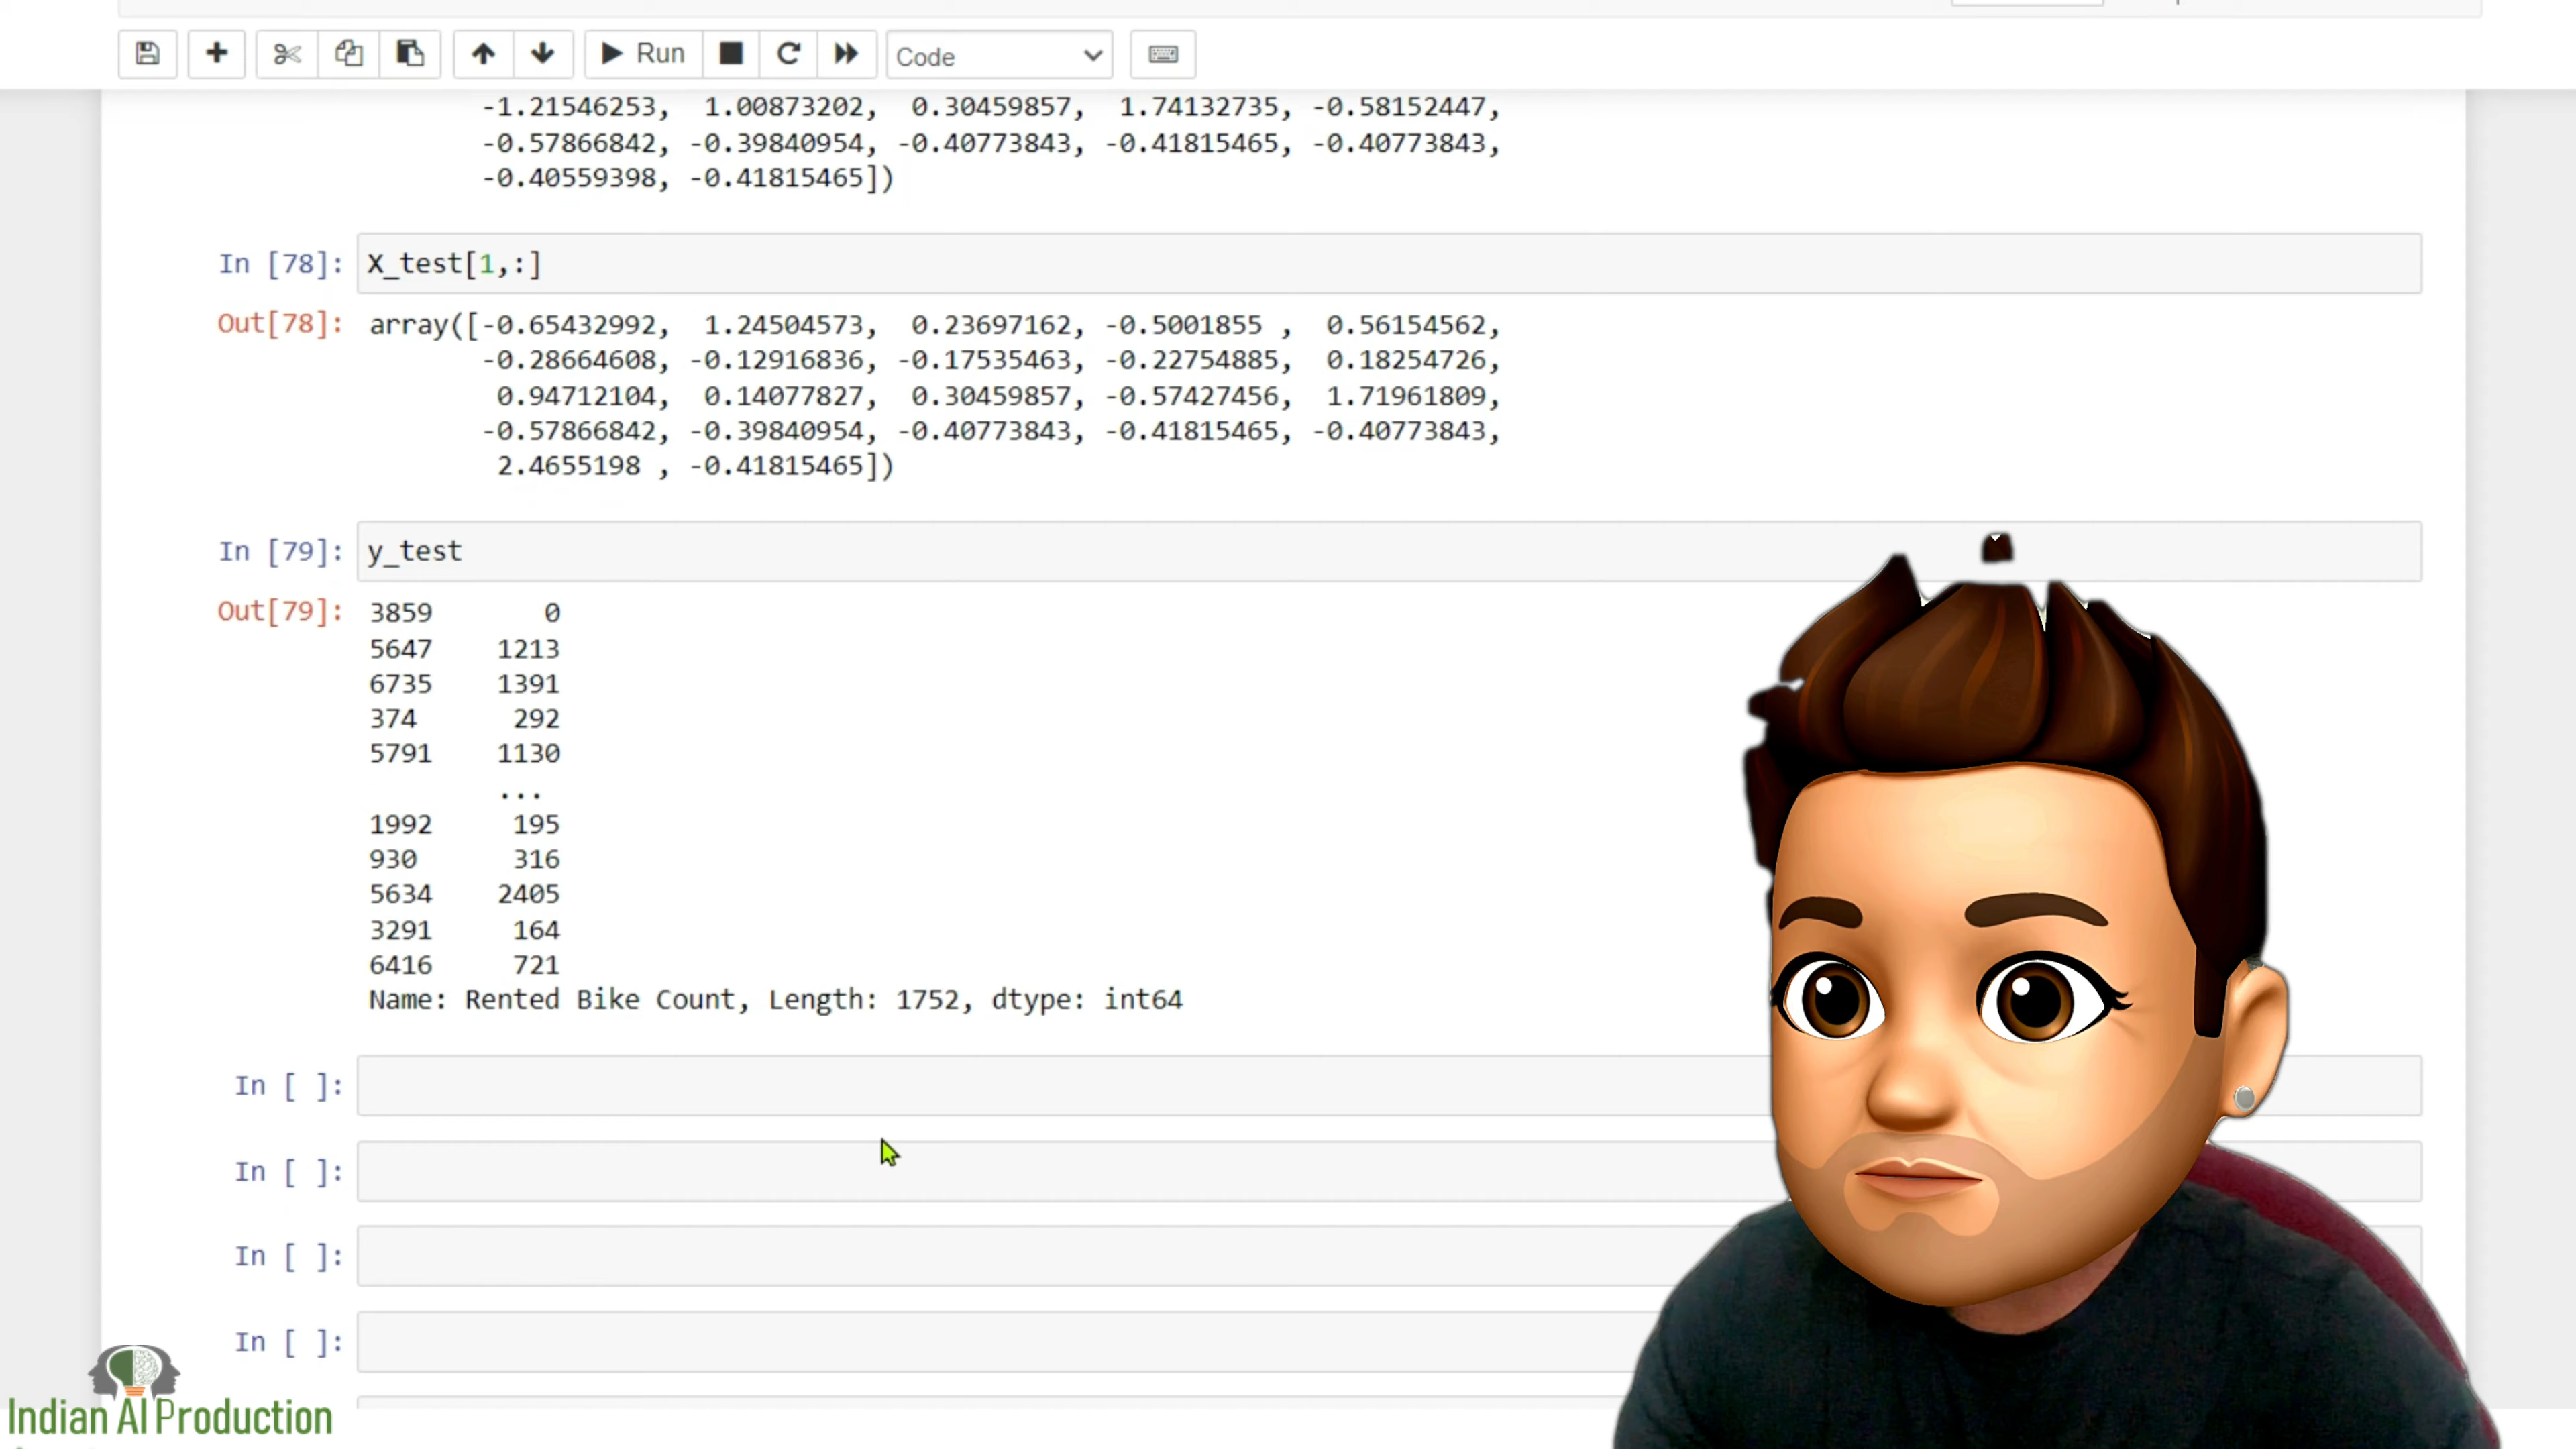 Run Code
-1.21546253, 1.00873202, 0.30459857, 1.74132735, -0.58152447,
-0.57866842, -0.39840954, -0.40773843, -0.41815465, -0.40773843,
-0.40559398, -0.41815465])
In [78]: X_test[1,:]
Out[78]: array([-0.65432992, 1.24504573, 0.23697162, -0.5001855 , 0.56154562,
-0.28664608, -0.12916836, -0.17535463, -0.22754885, 0.18254726,
0.94712104, 0.14077827, 0.30459857, -0.57427456, 1.71961809,
-0.57866842, -0.39840954, -0.40773843, -0.41815465, -0.40773843,
2.4655198 , -0.41815465])
In [79]: y_test
Out[79]: 3859 0
5647 1213
6735 1391
374 292
5791 1130
...
1992 195
930 316
5634 2405
3291 164
6416 721
Name: Rented Bike Count, Length: 1752, dtype: int64
In [ ]:
In [ ]:
In [ ]:
In [ ]:
Indian AI Production